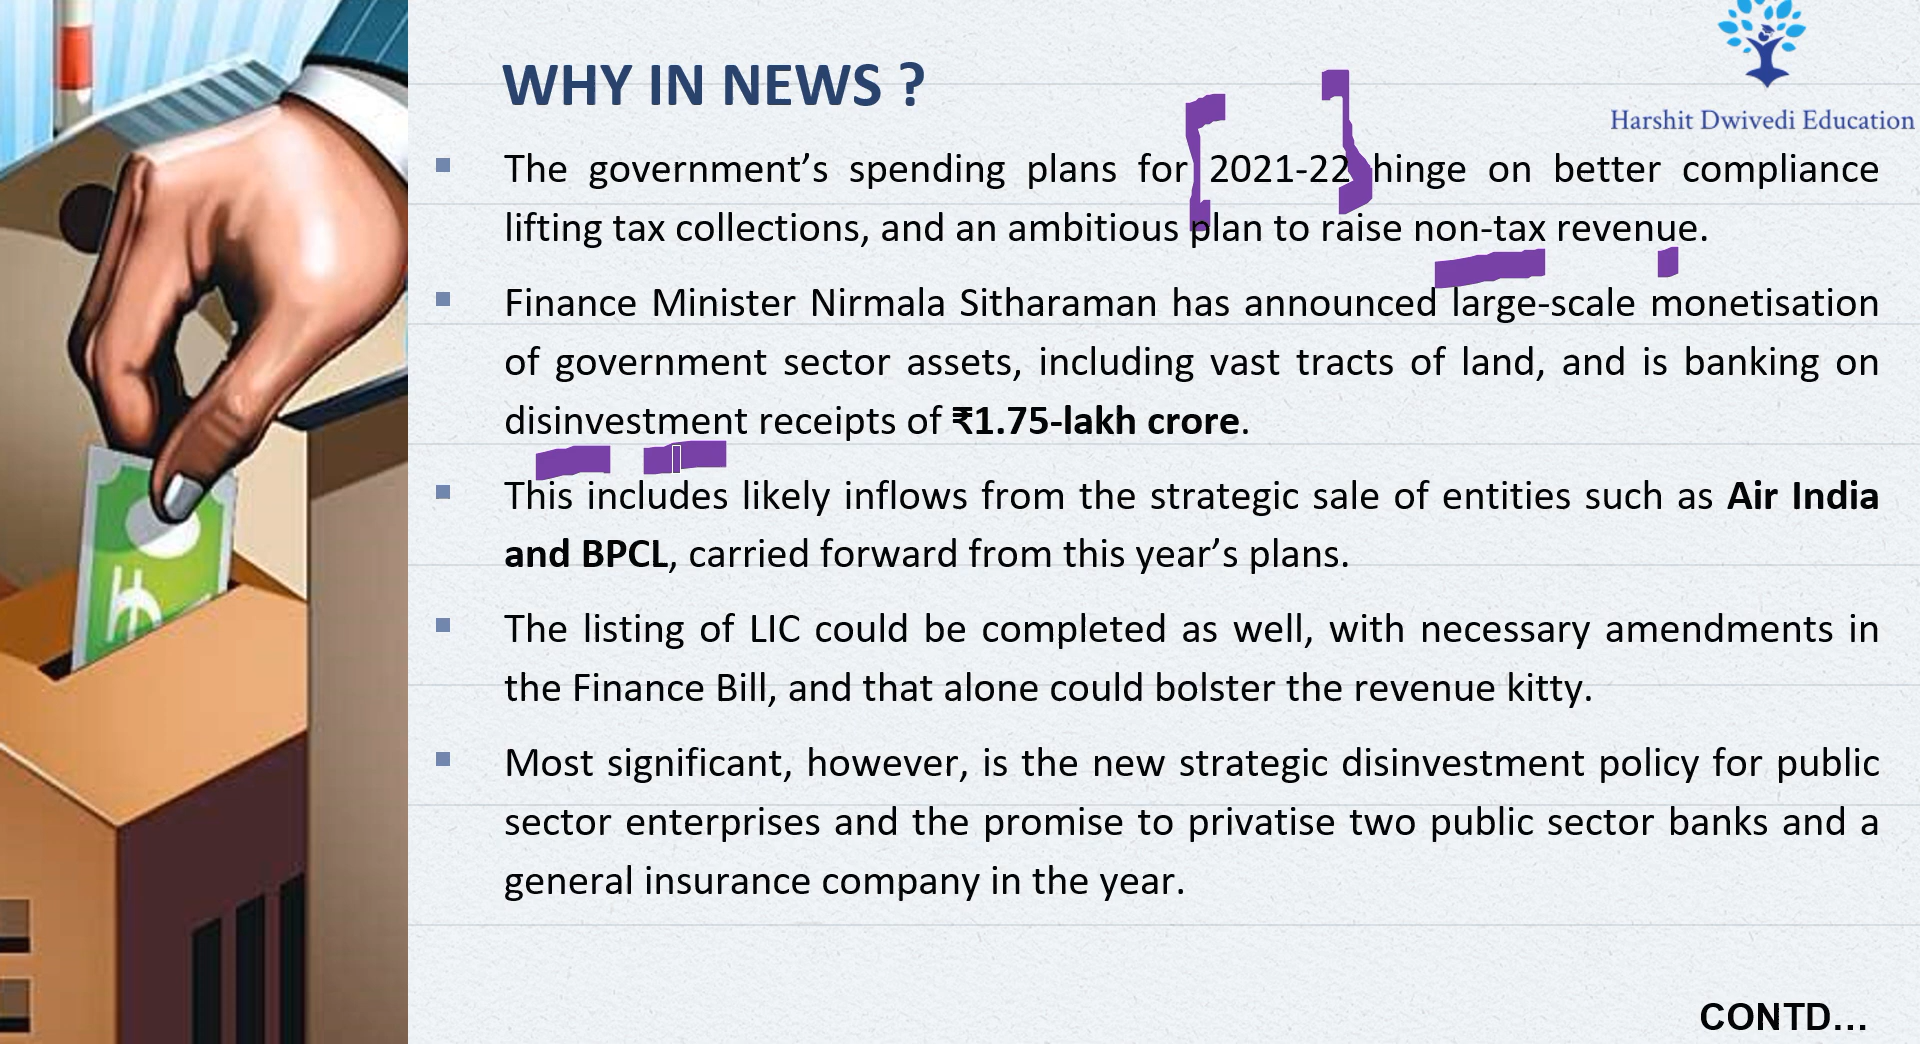 WHY IN NEWS ?
Harshit Dwivedi Education
The government’s spending plans for 2021-22 hinge on better compliance
lifting tax collections, and an ambitious plan to raise non-tax revenue.
Finance Minister Nirmala Sitharaman has announced large-scale monetisation
of government sector assets, including vast tracts of land, and is banking on
disinvestment receipts of ₹1.75-lakh crore.
This includes likely inflows from the strategic sale of entities such as Air India
and BPCL, carried forward from this year’s plans.
The listing of LIC could be completed as well, with necessary amendments in
the Finance Bill, and that alone could bolster the revenue kitty.
Most significant, however, is the new strategic disinvestment policy for public
sector enterprises and the promise to privatise two public sector banks and a
general insurance company in the year.
CONTD...